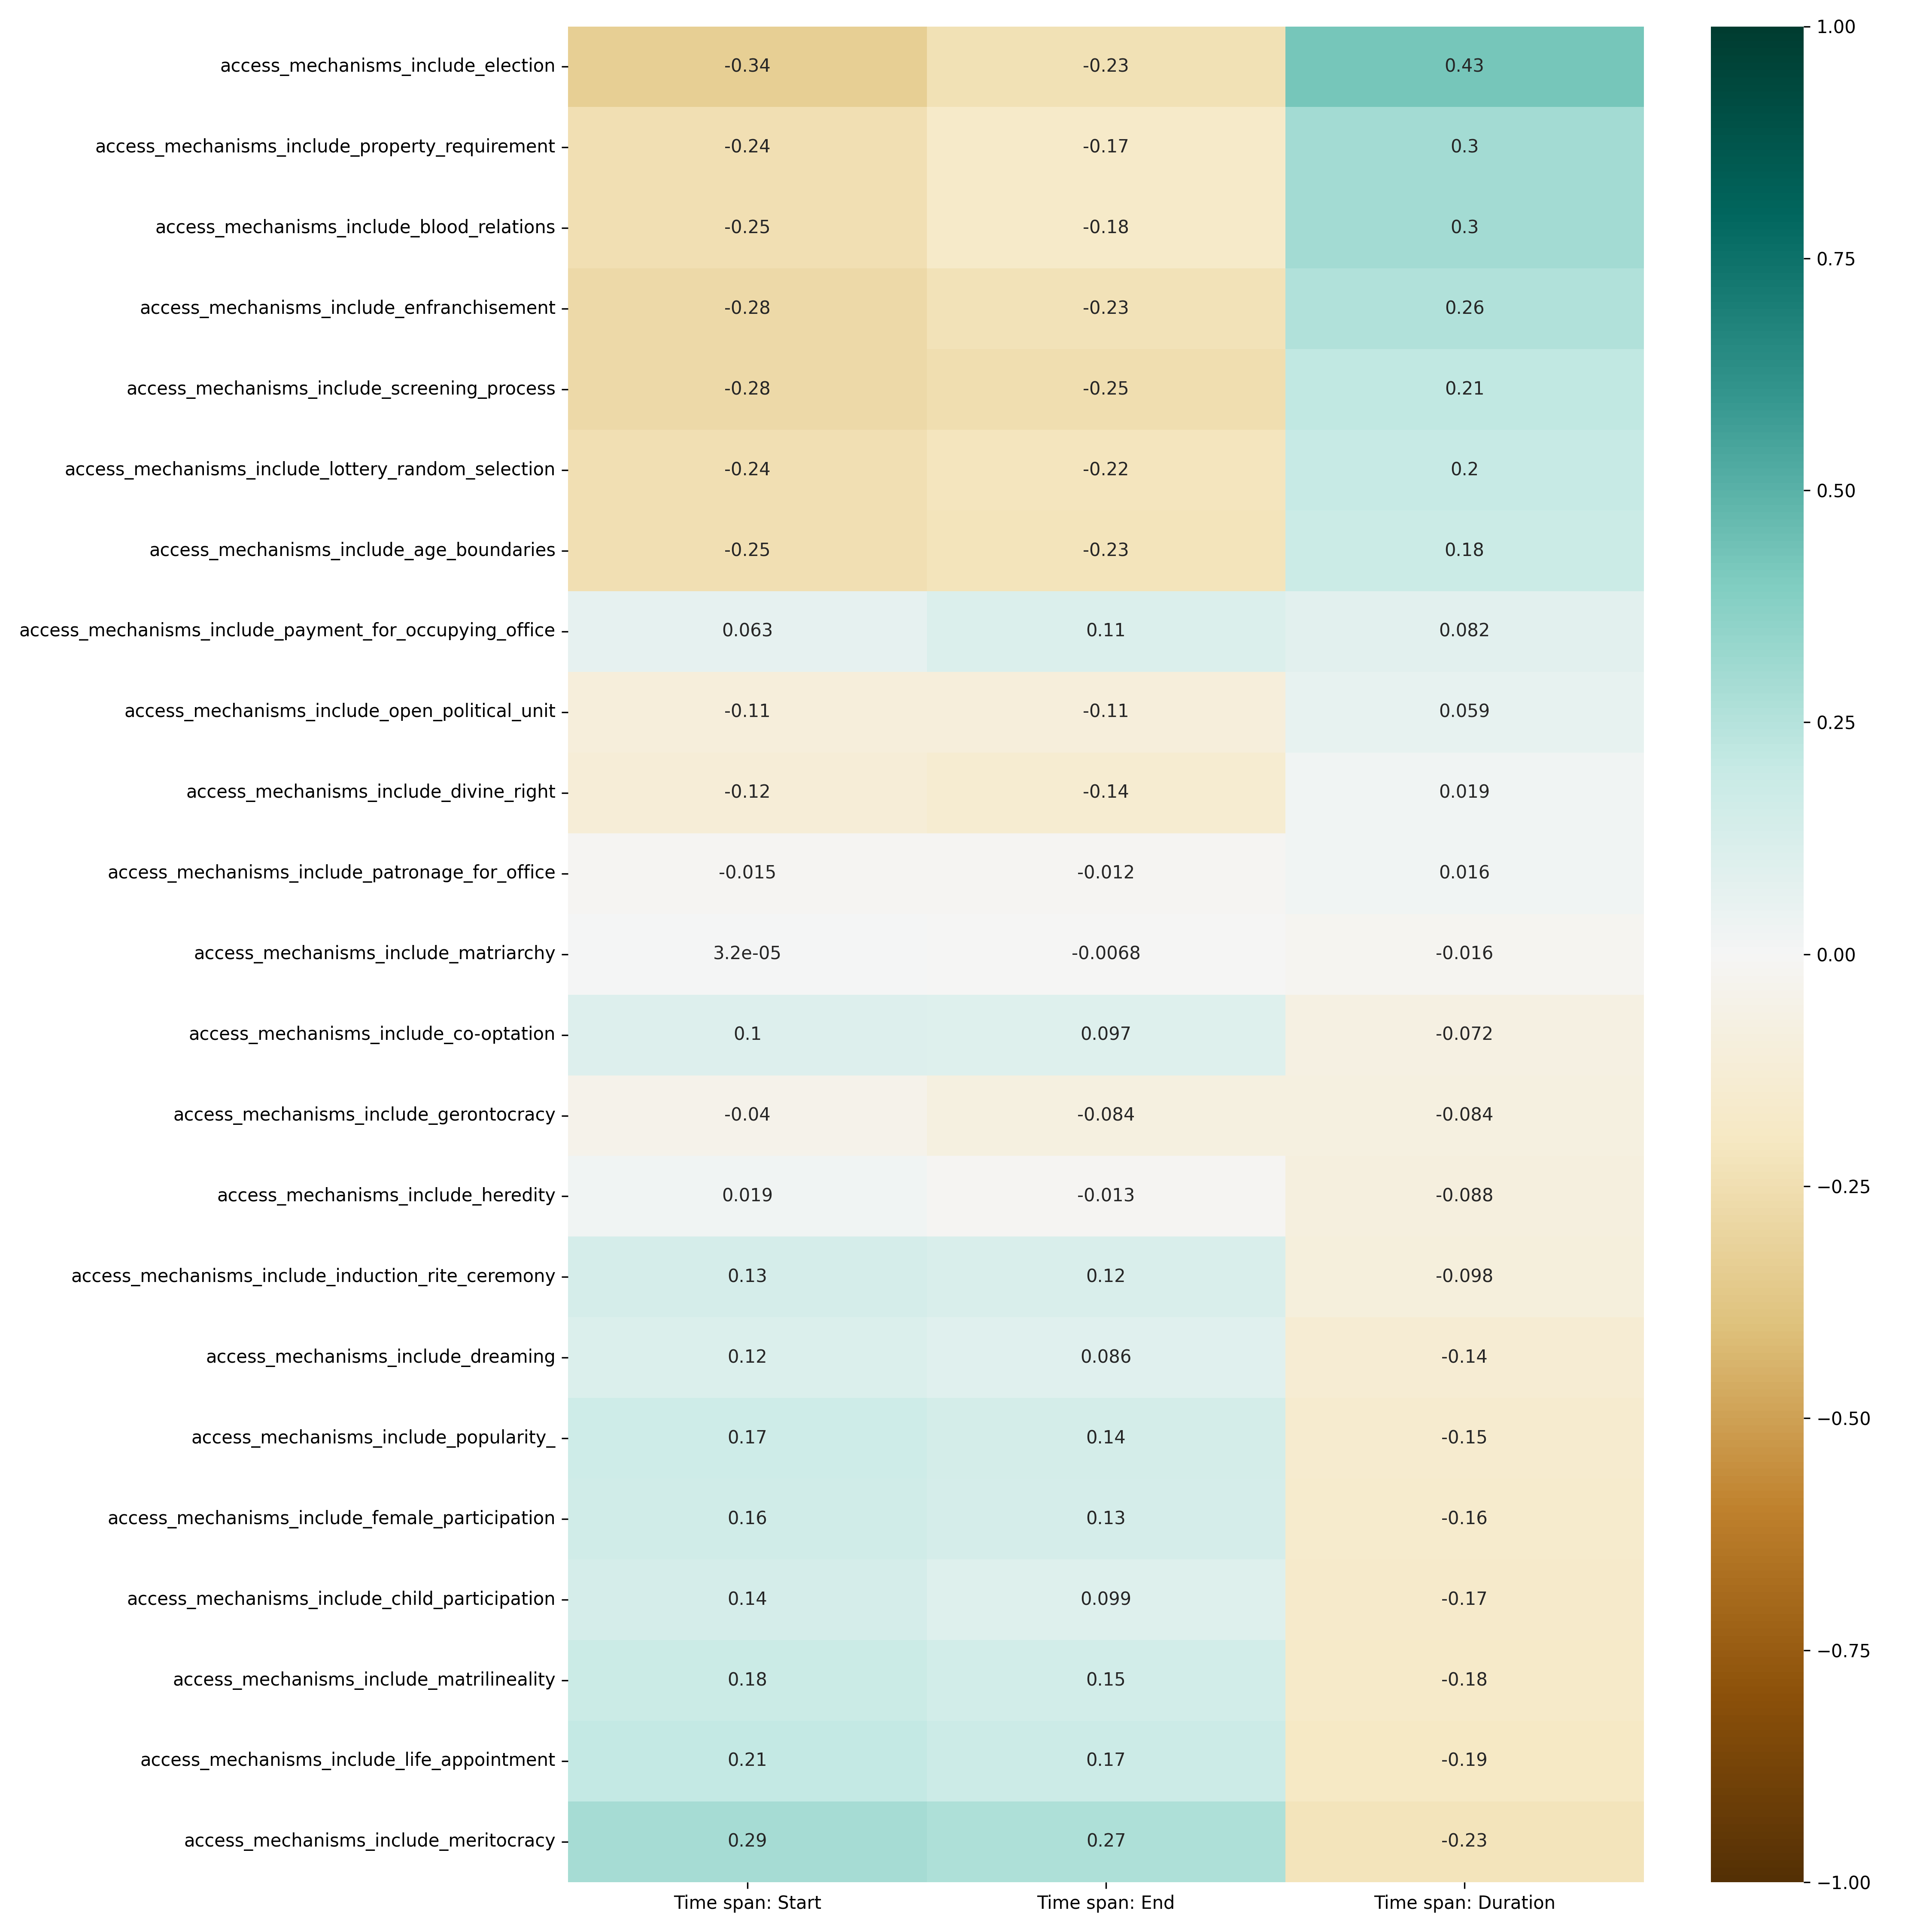 access_mechanisms_include_election -0.34 -0.23 0.43
access_mechanisms_include_property_requirement -0.24 -0.17 0.3
access_mechanisms_include_blood_relations -0.25 -0.18 0.3
access_mechanisms_include_enfranchisement -0.28 -0.23 0.26
access_mechanisms_include_screening_process -0.28 -0.25 0.21
access_mechanisms_include_lottery_random_selection -0.24 -0.22 0.2
access_mechanisms_include_age_boundaries -0.25 -0.23 0.18
access_mechanisms_include_payment_for_occupying_office 0.063 0.11 0.082
access_mechanisms_include_open_political_unit -0.11 -0.11 0.059
access_mechanisms_include_divine_right -0.12 -0.14 0.019
access_mechanisms_include_patronage_for_office -0.015 -0.012 0.016
access_mechanisms_include_matriarchy 3.2e-05 -0.0068 -0.016
access_mechanisms_include_co-optation 0.1 0.097 -0.072
access_mechanisms_include_gerontocracy -0.04 -0.084 -0.084
access_mechanisms_include_heredity 0.019 -0.013 -0.088
access_mechanisms_include_induction_rite_ceremony 0.13 0.12 -0.098
access_mechanisms_include_dreaming 0.12 0.086 -0.14
access_mechanisms_include_popularity_ 0.17 0.14 -0.15
access_mechanisms_include_female_participation 0.16 0.13 -0.16
access_mechanisms_include_child_participation 0.14 0.099 -0.17
access_mechanisms_include_matrilineality 0.18 0.15 -0.18
access_mechanisms_include_life_appointment 0.21 0.17 -0.19
access_mechanisms_include_meritocracy 0.29 0.27 -0.23
Time span: Start Time span: End Time span: Duration
1.00
0.75
0.50
0.25
0.00
−0.25
−0.50
−0.75
−1.00